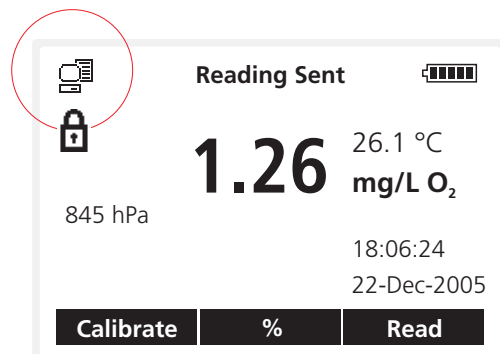 Reading Sent
1.26
26.1 °C
mg/L O₂
845 hPa
18:06:24
22-Dec-2005
Calibrate % Read